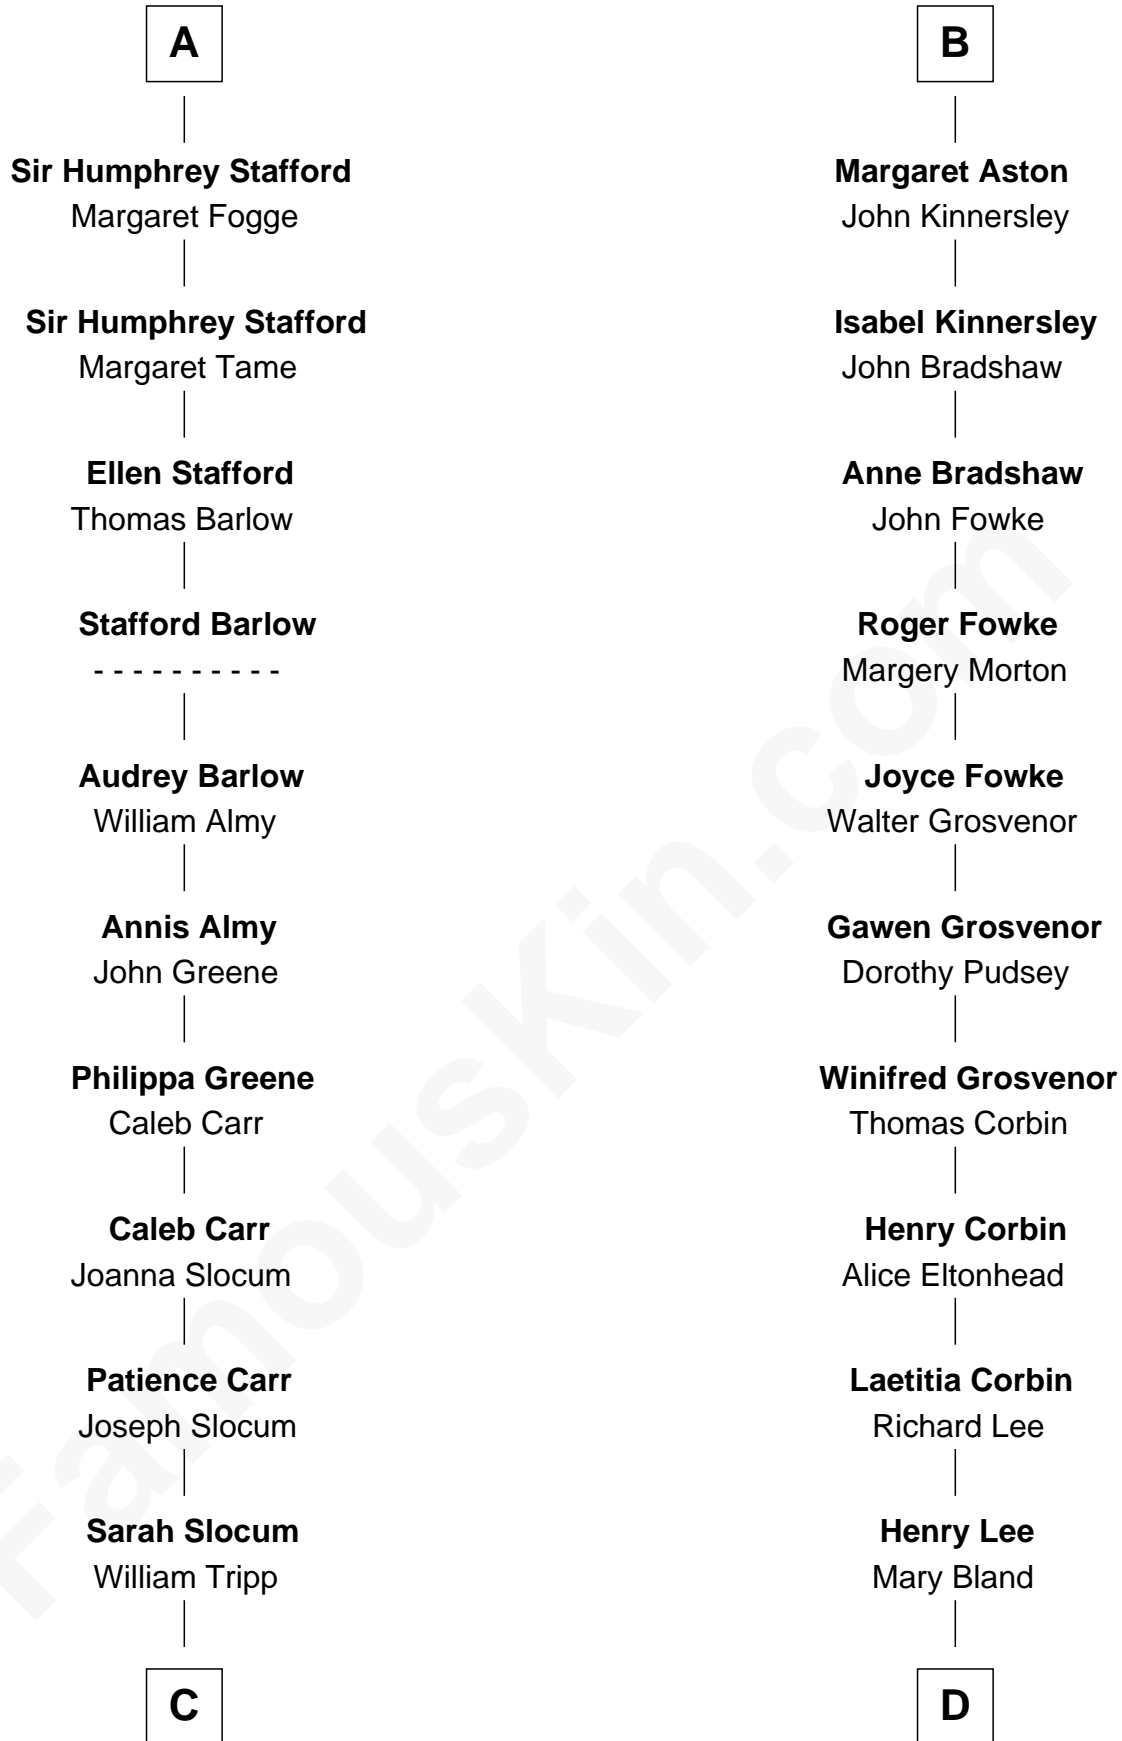 A
Sir Humphrey Stafford
Margaret Fogge
Sir Humphrey Stafford
Margaret Tame
Ellen Stafford
Thomas Barlow
Stafford Barlow
- - - - - - - - - -
Audrey Barlow
William Almy
Annis Almy
John Greene
Philippa Greene
Caleb Carr
Caleb Carr
Joanna Slocum
Patience Carr
Joseph Slocum
Sarah Slocum
William Tripp
C
B
Margaret Aston
John Kinnersley
Isabel Kinnersley
John Bradshaw
Anne Bradshaw
John Fowke
Roger Fowke
Margery Morton
Joyce Fowke
Walter Grosvenor
Gawen Grosvenor
Dorothy Pudsey
Winifred Grosvenor
Thomas Corbin
Henry Corbin
Alice Eltonhead
Laetitia Corbin
Richard Lee
Henry Lee
Mary Bland
D
FamousKin.com